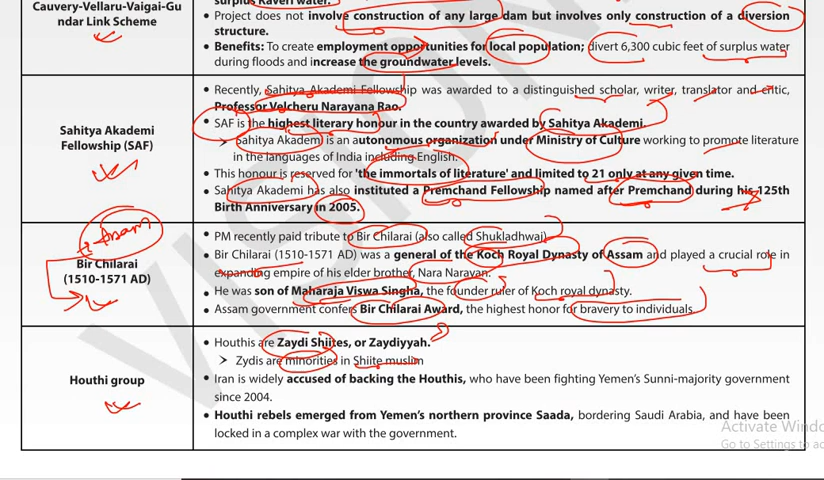 surplus Kaveri water.
Cauvery-Vellaru-Vaigai-Gu
ndar Link Scheme
• Project does not involve construction of any large dam but involves only construction of a diversion
structure.
• Benefits: To create employment opportunities for local population; divert 6,300 cubic feet of surplus water
during floods and increase the groundwater levels.
Sahitya Akademi
Fellowship (SAF)
• Recently, Sahitya Akademi Fellowship was awarded to a distinguished scholar, writer, translator and critic,
Professor Velcheru Narayana Rao.
• SAF is the highest literary honour in the country awarded by Sahitya Akademi.
➤ Sahitya Akademi is an autonomous organization under Ministry of Culture working to promote literature
in the languages of India including English.
• This honour is reserved for 'the immortals of literature' and limited to 21 only at any given time.
• Sahitya Akademi has also instituted a Premchand Fellowship named after Premchand during his 125th
Birth Anniversary in 2005.
Assam
Bir Chilarai
(1510-1571 AD)
• PM recently paid tribute to Bir Chilarai (also called Shukladhwaj)
• Bir Chilarai (1510-1571 AD) was a general of the Koch Royal Dynasty of Assam and played a crucial role in
expanding empire of his elder brother, Nara Narayan.
• He was son of Maharaja Viswa Singha, the founder ruler of Koch royal dynasty.
• Assam government confers Bir Chilarai Award, the highest honor for bravery to individuals.
Houthi group
• Houthis are Zaydi Shiites, or Zaydiyyah.
➤ Zydis are minorities in Shiite muslim
• Iran is widely accused of backing the Houthis, who have been fighting Yemen's Sunni-majority government
since 2004.
• Houthi rebels emerged from Yemen's northern province Saada, bordering Saudi Arabia, and have been
locked in a complex war with the government.
VISION
Activate Windo
Go to Settings to ac